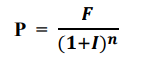 P = F / (1+I)ⁿ